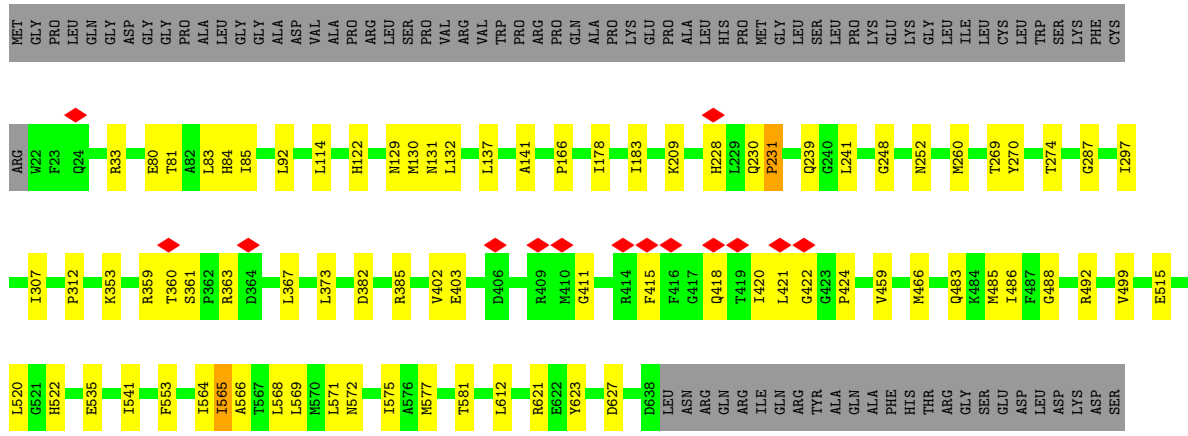 MET GLY PRO LEU GLN GLY ASP GLY GLY PRO ALA LEU GLY GLY ALA ASP VAL ALA PRO ARG LEU SER PRO VAL ARG VAL TRP PRO ARG PRO GLN ALA PRO LYS GLU PRO ALA LEU HIS PRO MET GLY LEU SER LEU PRO LYS GLU LYS GLY LEU ILE LEU CYS LEU TRP SER LYS PHE CYS
ARG W22 F23 Q24 R33 E80 T81 A82 L83 H84 I85 L92 L114 H122 N129 M130 N131 L132 L137 A141 P166 I178 I183 K209 H228 L229 Q230 P231 Q239 G240 L241 G248 N252 M260 T269 Y270 T274 G287 I297
I307 P312 K353 R359 T360 S361 P362 R363 D364 L367 L373 D382 R385 V402 E403 D406 R409 M410 G411 R414 F415 F416 G417 Q418 T419 I420 L421 G422 G423 P424 V459 M466 Q483 K484 M485 I486 F487 G488 R492 V499 E515
L520 G521 H522 E535 I541 F553 I564 I565 A566 T567 L568 L569 M570 L571 N572 I575 A576 M577 T581 L612 R621 E622 Y623 D627 D638 LEU ASN ARG GLN ARG ILE GLN ARG TYR ALA GLN ALA PHE HIS THR ARG GLY SER GLU ASP LEU ASP LYS ASP SER